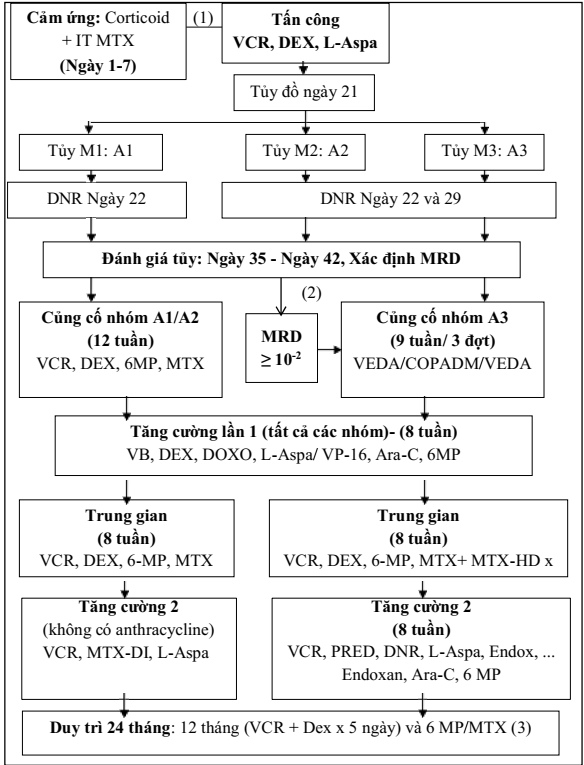 Cảm ứng: Corticoid
+ IT MTX
(Ngày 1-7)
(1)
Tấn công
VCR, DEX, L-Aspa
Tủy đồ ngày 21
Tủy M1: A1
Tủy M2: A2
Tủy M3: A3
DNR Ngày 22
DNR Ngày 22 và 29
Đánh giá tủy: Ngày 35 - Ngày 42, Xác định MRD
(2)
Củng cố nhóm A1/A2
(12 tuần)
VCR, DEX, 6MP, MTX
MRD
≥ 10⁻²
Củng cố nhóm A3
(9 tuần/ 3 đợt)
VEDA/COPADM/VEDA
Tăng cường lần 1 (tất cả các nhóm)- (8 tuần)
VB, DEX, DOXO, L-Aspa/ VP-16, Ara-C, 6MP
Trung gian
(8 tuần)
VCR, DEX, 6-MP, MTX
Trung gian
(8 tuần)
VCR, DEX, 6-MP, MTX+ MTX-HD x
Tăng cường 2
(không có anthracycline)
VCR, MTX-DI, L-Aspa
Tăng cường 2
(8 tuần)
VCR, PRED, DNR, L-Aspa, Endox, ...
Endoxan, Ara-C, 6 MP
Duy trì 24 tháng: 12 tháng (VCR + Dex x 5 ngày) và 6 MP/MTX (3)